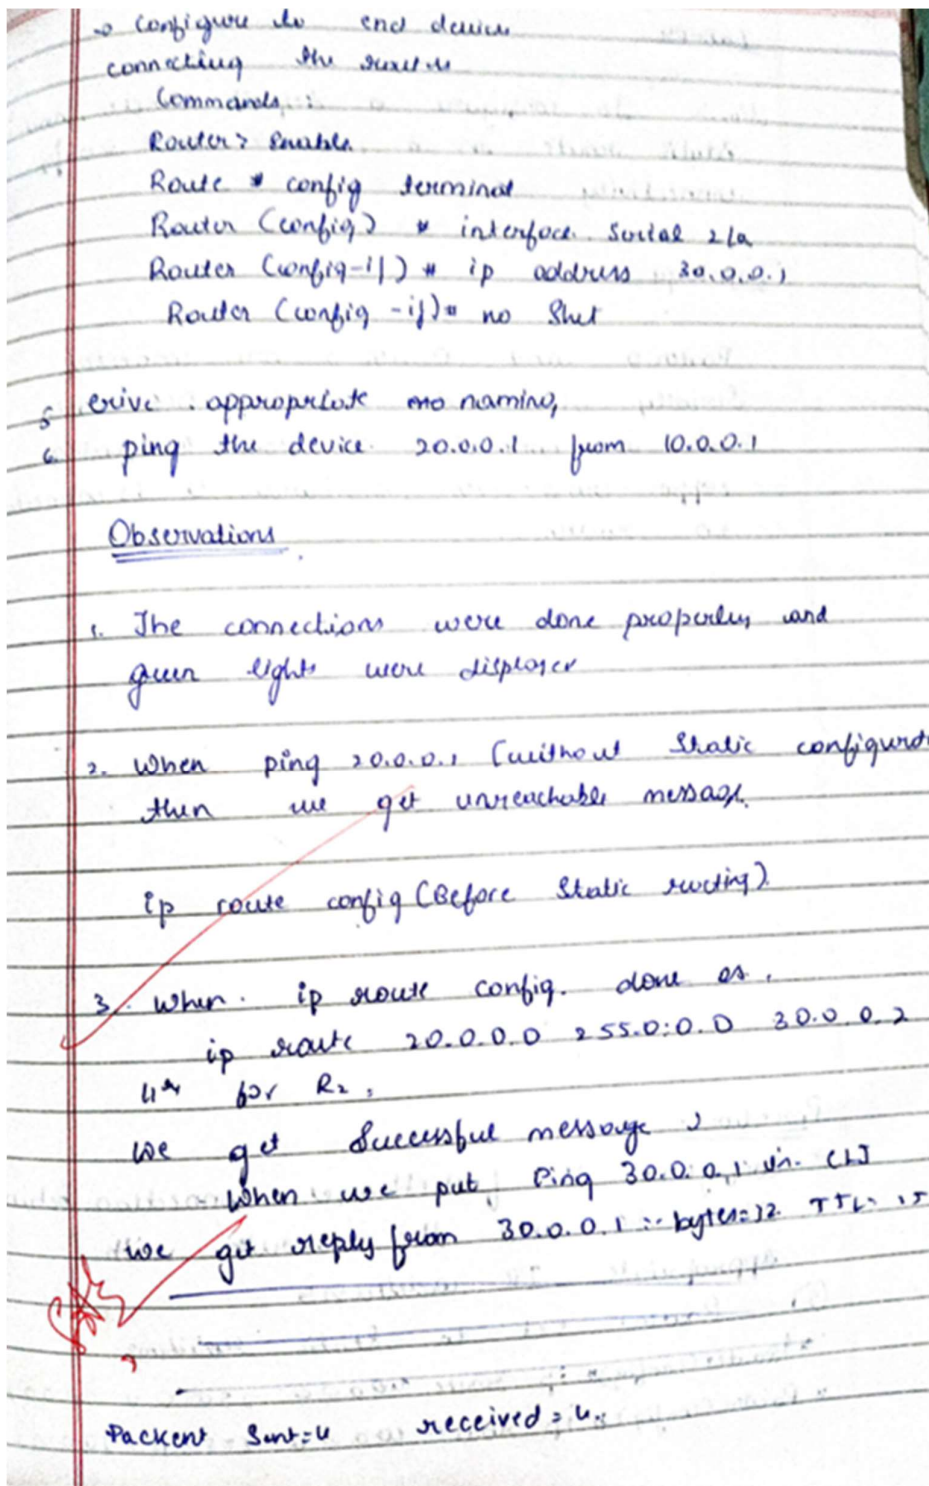 → configure to end device
connecting the routers
Commands:
Router> Enable
Route # config terminal
Router (config) # interface Serial 2/0
Router (config-if) # ip address 30.0.0.1
Router (config-if) # no Shut
5 Give appropriate naming
6 ping the device 20.0.0.1 from 10.0.0.1
Observations
1. The connections were done properly and
green lights were displayed
2. When ping 20.0.0.1 (without Static configurat
then we get unreachable message.
ip route config (Before Static routing)
3. When ip route config. done as,
ip route 20.0.0.0 255.0.0.0 30.0.0.2
for R2,
We get Successful message
When we put Ping 30.0.0.1 in
we get reply from 30.0.0.1 :- bytes=32 TTL=
Packent Sent=4 received=4